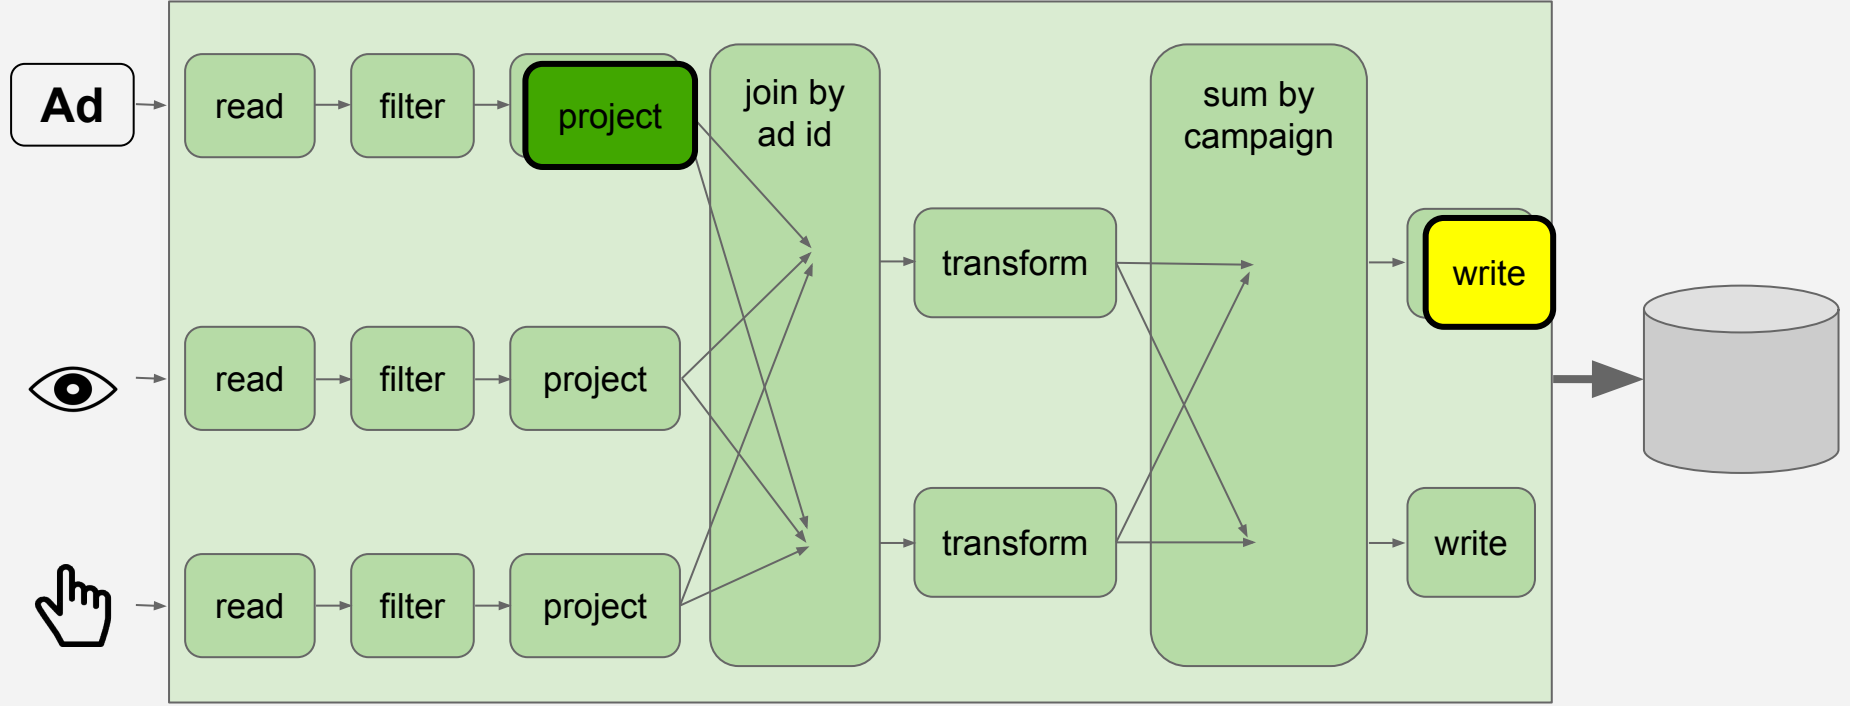 Ad
read
filter
project
join by
ad id
sum by
campaign
transform
write
read
filter
project
transform
write
read
filter
project